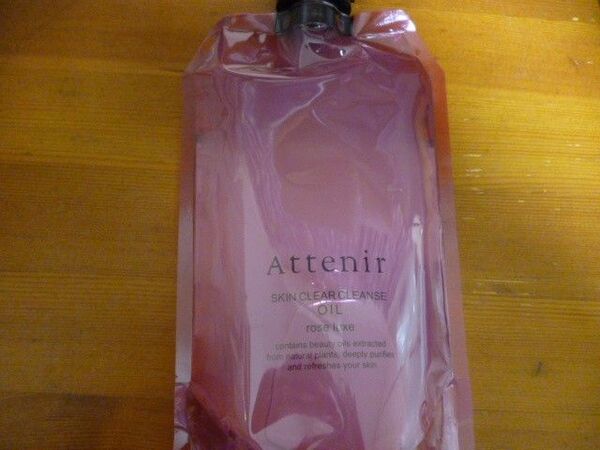 Attenir
SKIN CLEAR CLEANSE
OIL
rose luxe
contains beauty oils extracted
from natural plants, deeply purifies
and refreshes your skin